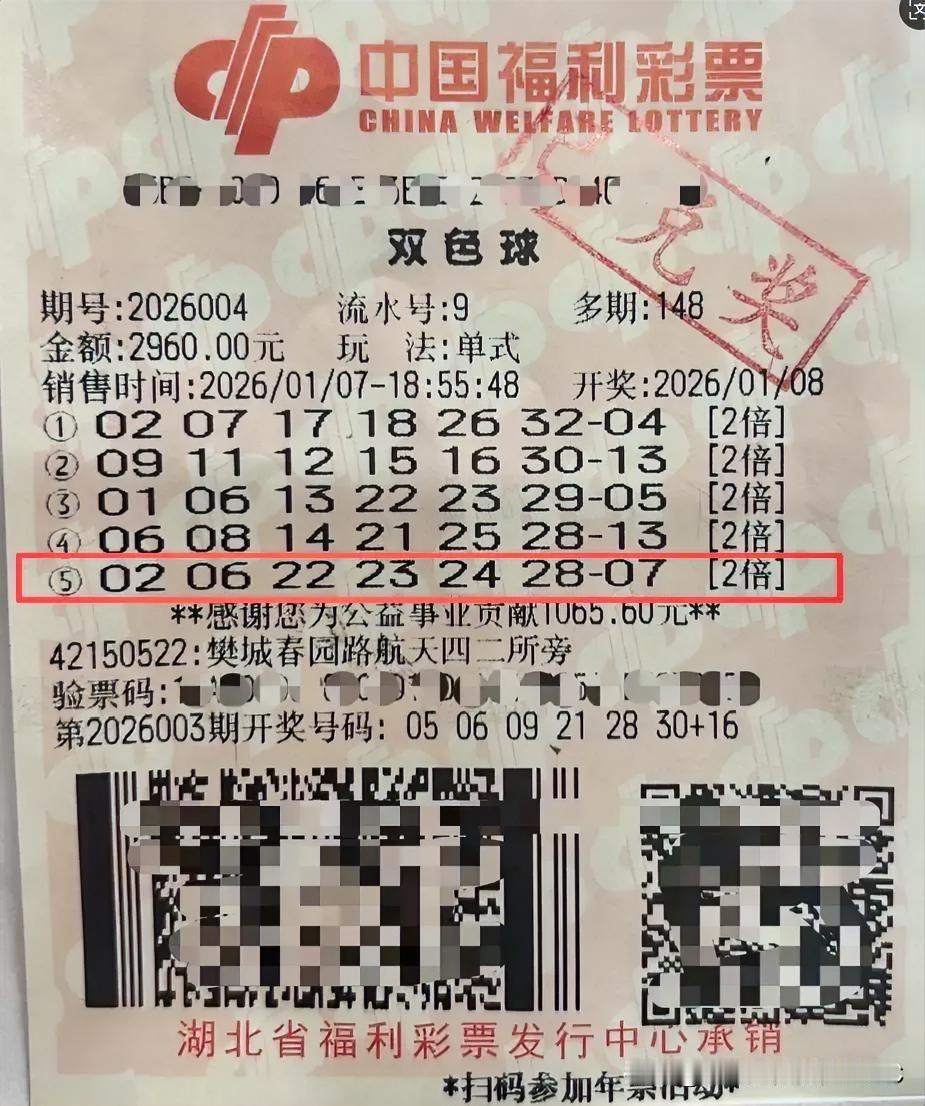 中国福利彩票
CHINA WELFARE LOTTERY
兑奖
双色球
期号:2026004 流水号:9 多期:148
金额:2960.00元 玩 法:单式
销售时间:2026/01/07-18:55:48 开奖:2026/01/08
① 02 07 17 18 26 32-04 [2倍]
② 09 11 12 15 16 30-13 [2倍]
③ 01 06 13 22 23 29-05 [2倍]
④ 06 08 14 21 25 28-13 [2倍]
⑤ 02 06 22 23 24 28-07 [2倍]
**感谢您为公益事业贡献1065.60元**
42150522:樊城春园路航天四二所旁
验票码:
第2026003期开奖号码: 05 06 09 21 28 30+16
湖北省福利彩票发行中心承销
*扫码参加年票活动*